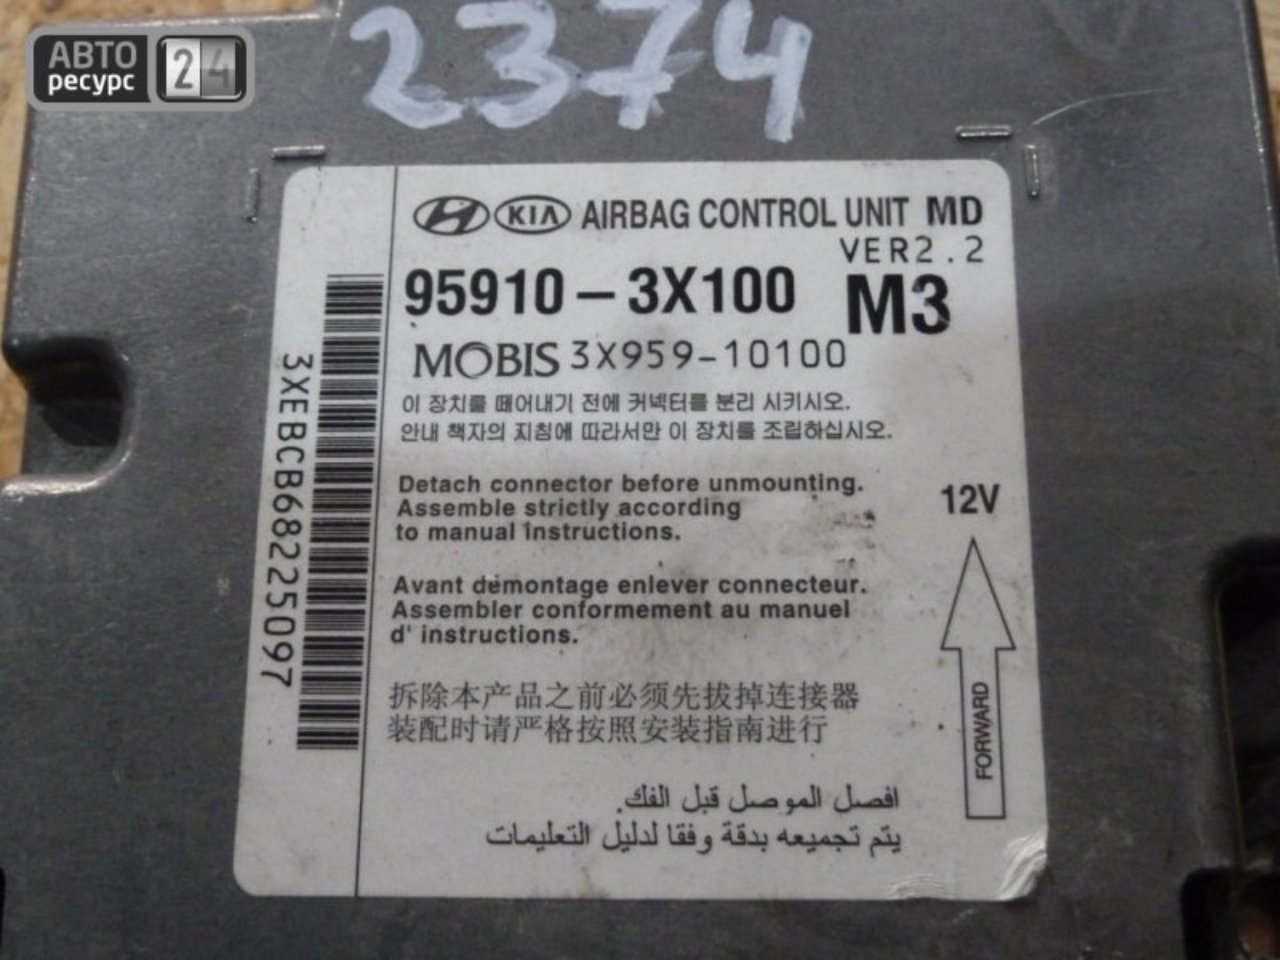 АВТО
ресурс 24
2374
KIA AIRBAG CONTROL UNIT MD
VER2.2
95910-3X100 M3
MOBIS 3X959-10100
이 장치를 떼어내기 전에 커넥터를 분리 시키시오.
안내 책자의 지침에 따라서만 이 장치를 조립하십시오.
3XEBCB68225097
Detach connector before unmounting.
Assemble strictly according
to manual instructions.
12V
Avant démontage enlever connecteur.
Assembler conformement au manuel
d' instructions.
拆除本产品之前必须先拔掉连接器
装配时请严格按照安装指南进行
FORWARD
افصل الموصل قبل الفك.
يتم تجميعه بدقة وفقا لدليل التعليمات